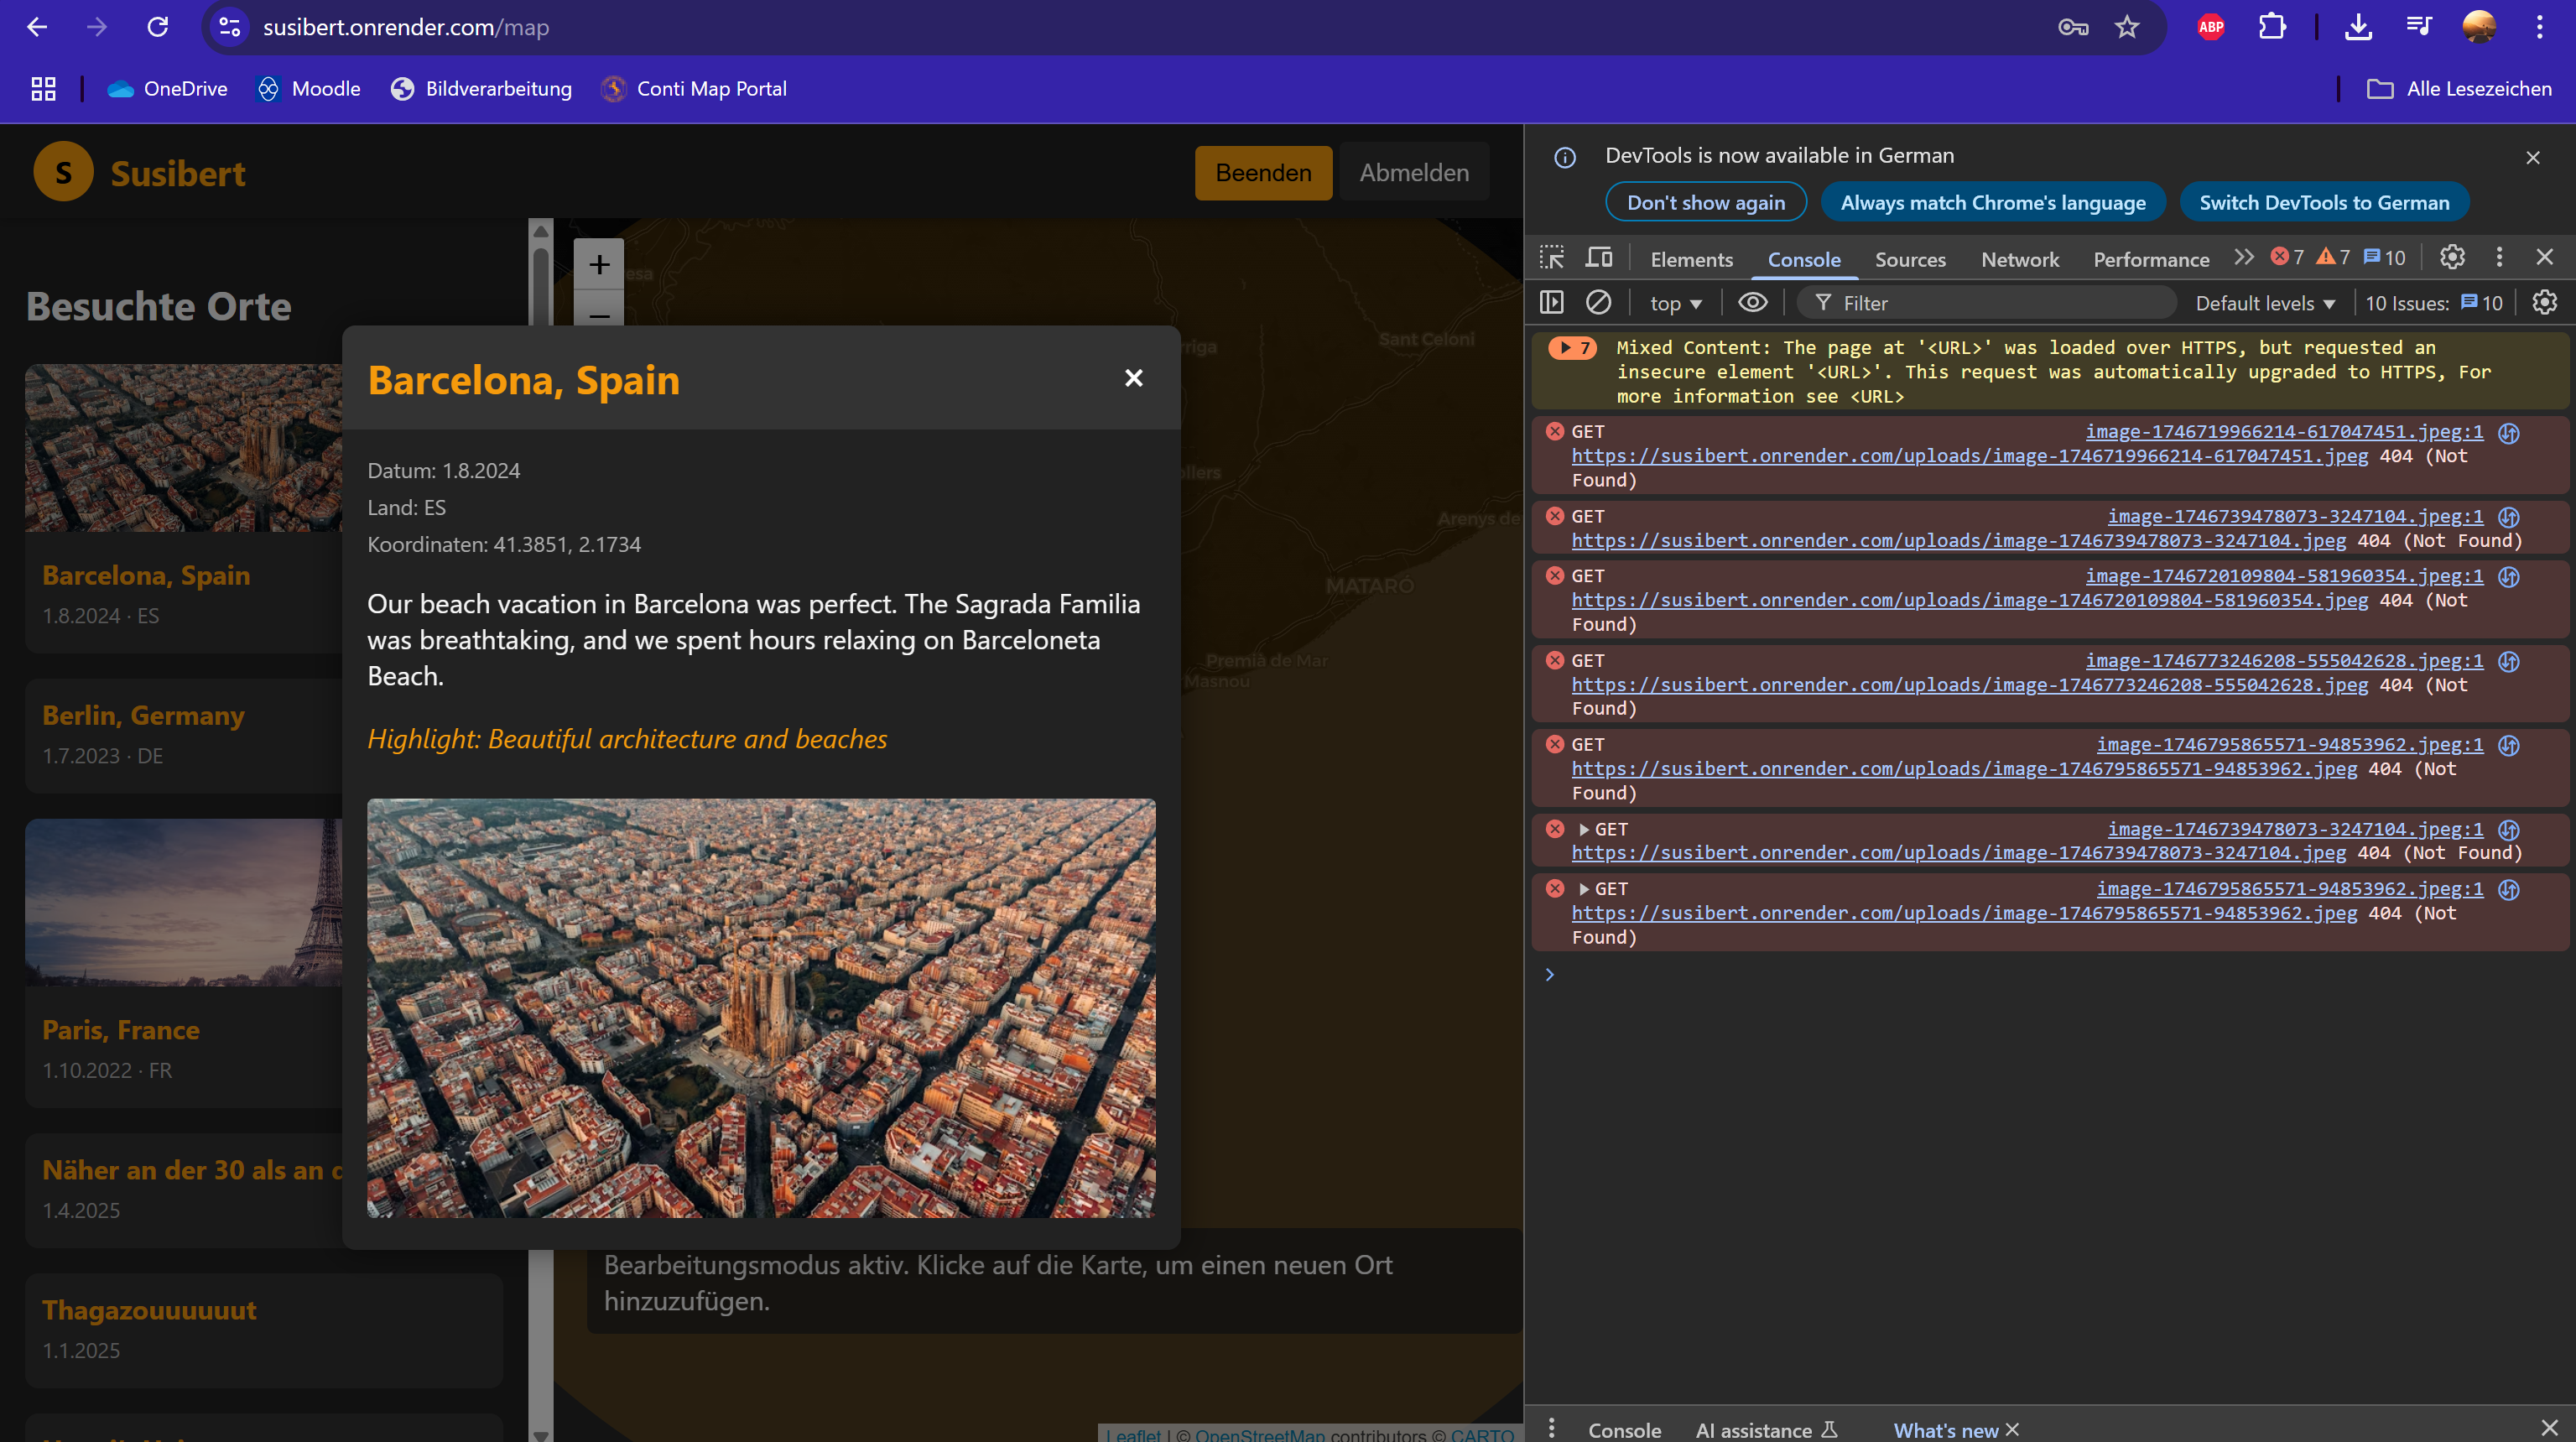 susibert.onrender.com/map
ABP
OneDrive
Moodle
Bildverarbeitung
Conti Map Portal
Alle Lesezeichen
S Susibert
Beenden
Abmelden
Besuchte Orte
Barcelona, Spain
1.8.2024 · ES
Berlin, Germany
1.7.2023 · DE
Paris, France
1.10.2022 · FR
Näher an der 30 als an
1.4.2025
Thagazouuuuuut
1.1.2025
+
−
Sant Celoni
Arenys de
MATARÓ
Premià de Mar
Masnou
Barcelona, Spain
×
Datum: 1.8.2024
Land: ES
Koordinaten: 41.3851, 2.1734
Our beach vacation in Barcelona was perfect. The Sagrada Familia
was breathtaking, and we spent hours relaxing on Barceloneta
Beach.
Highlight: Beautiful architecture and beaches
Bearbeitungsmodus aktiv. Klicke auf die Karte, um einen neuen Ort
hinzuzufügen.
Leaflet | © OpenStreetMap contributors © CARTO
DevTools is now available in German
Don't show again
Always match Chrome's language
Switch DevTools to German
Elements
Console
Sources
Network
Performance
7
7
10
top
Filter
Default levels
10 Issues:
10
7 Mixed Content: The page at '<URL>' was loaded over HTTPS, but requested an
insecure element '<URL>'. This request was automatically upgraded to HTTPS, For
more information see <URL>
GET image-1746719966214-617047451.jpeg:1
https://susibert.onrender.com/uploads/image-1746719966214-617047451.jpeg 404 (Not
Found)
GET image-1746739478073-3247104.jpeg:1
https://susibert.onrender.com/uploads/image-1746739478073-3247104.jpeg 404 (Not Found)
GET image-1746720109804-581960354.jpeg:1
https://susibert.onrender.com/uploads/image-1746720109804-581960354.jpeg 404 (Not
Found)
GET image-1746773246208-555042628.jpeg:1
https://susibert.onrender.com/uploads/image-1746773246208-555042628.jpeg 404 (Not
Found)
GET image-1746795865571-94853962.jpeg:1
https://susibert.onrender.com/uploads/image-1746795865571-94853962.jpeg 404 (Not
Found)
GET image-1746739478073-3247104.jpeg:1
https://susibert.onrender.com/uploads/image-1746739478073-3247104.jpeg 404 (Not Found)
GET image-1746795865571-94853962.jpeg:1
https://susibert.onrender.com/uploads/image-1746795865571-94853962.jpeg 404 (Not
Found)
Console
AI assistance
What's new